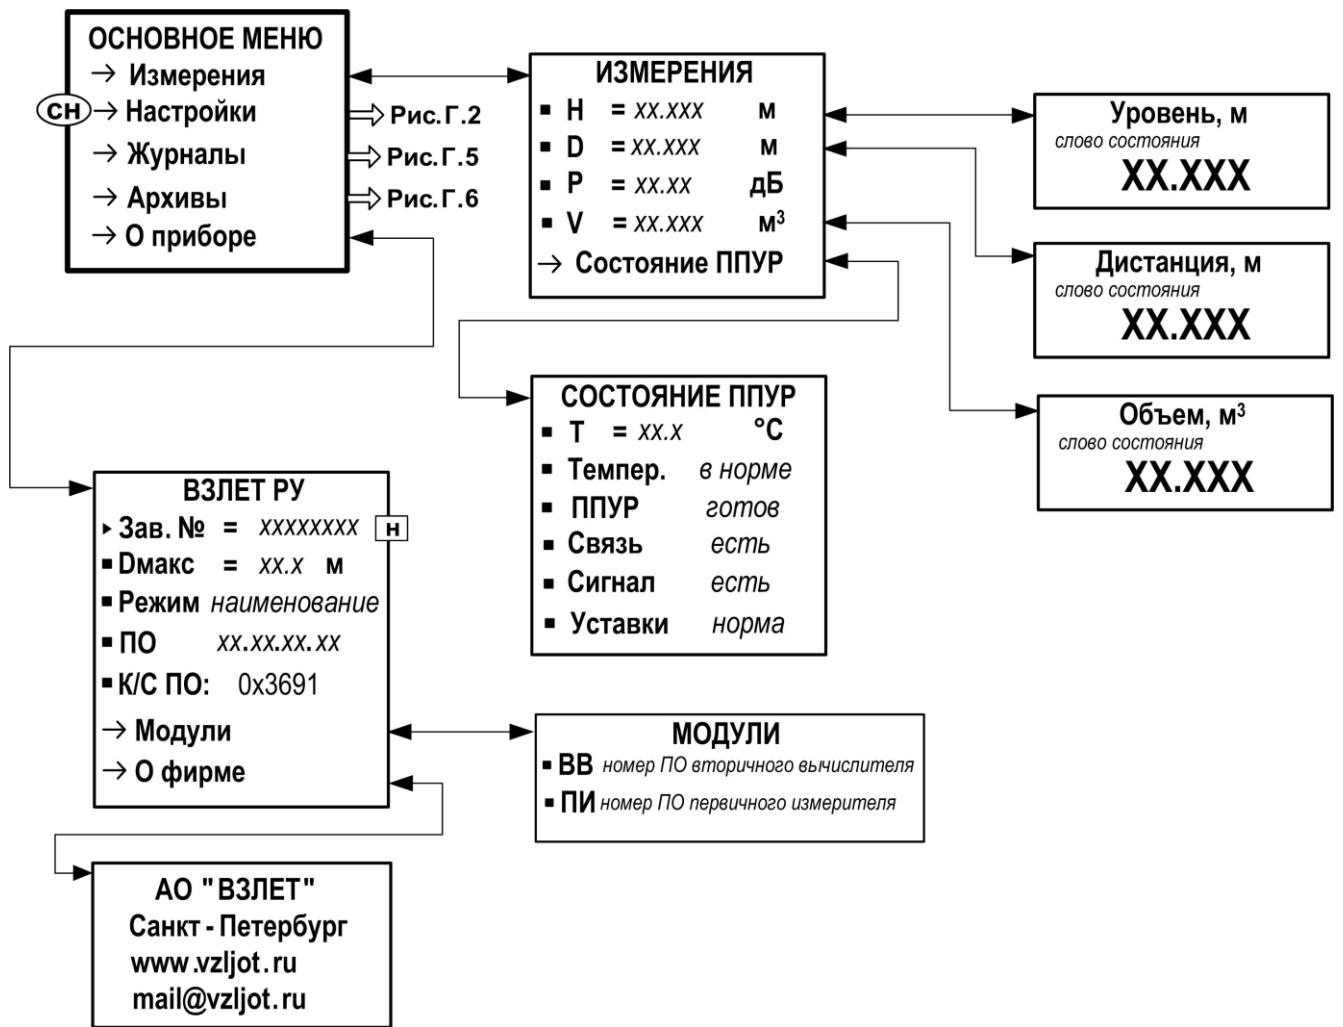 ОСНОВНОЕ МЕНЮ
→ Измерения
СН → Настройки
→ Журналы
→ Архивы
→ О приборе
Рис.Г.2
Рис.Г.5
Рис.Г.6
ИЗМЕРЕНИЯ
▪ H = xx.xxx м
▪ D = xx.xxx м
▪ P = xx.xx дБ
▪ V = xx.xxx м³
→ Состояние ППУР
Уровень, м
слово состояния
XX.XXX
Дистанция, м
слово состояния
XX.XXX
Объем, м³
слово состояния
XX.XXX
СОСТОЯНИЕ ППУР
▪ T = xx.x °C
▪ Темпер. в норме
▪ ППУР готов
▪ Связь есть
▪ Сигнал есть
▪ Уставки норма
ВЗЛЕТ РУ
▸ Зав. № = xxxxxxxx Н
▪ Dмакс = xx.x м
▪ Режим наименование
▪ ПО xx.xx.xx.xx
▪ К/С ПО: 0x3691
→ Модули
→ О фирме
МОДУЛИ
▪ ВВ номер ПО вторичного вычислителя
▪ ПИ номер ПО первичного измерителя
АО "ВЗЛЕТ"
Санкт - Петербург
www.vzljot.ru
mail@vzljot.ru